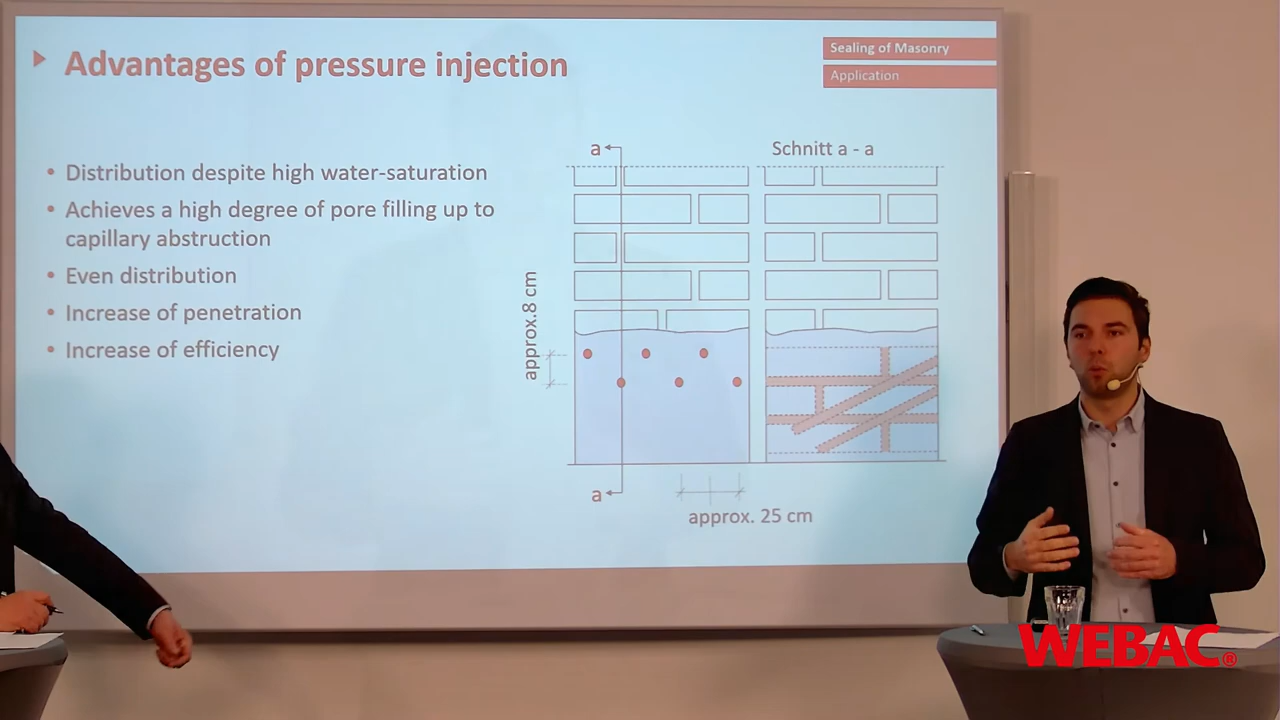 Advantages of pressure injection
Sealing of Masonry
Application
• Distribution despite high water-saturation
• Achieves a high degree of pore filling up to
capillary abstruction
• Even distribution
• Increase of penetration
• Increase of efficiency
a
Schnitt a - a
approx.8 cm
a
approx. 25 cm
WEBAC®